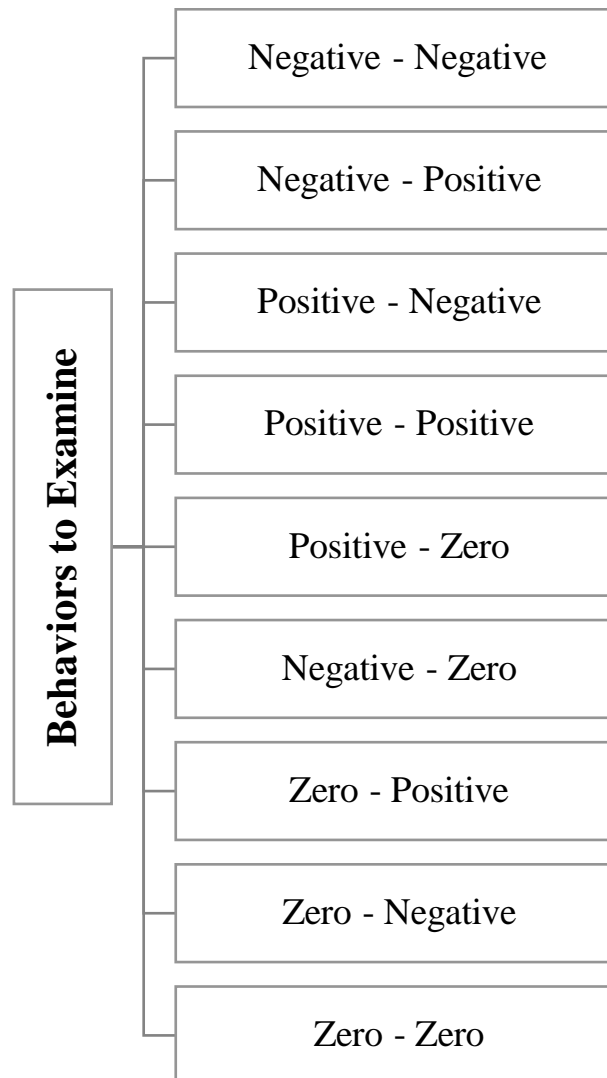 Behaviors to Examine
Negative - Negative
Negative - Positive
Positive - Negative
Positive - Positive
Positive - Zero
Negative - Zero
Zero - Positive
Zero - Negative
Zero - Zero